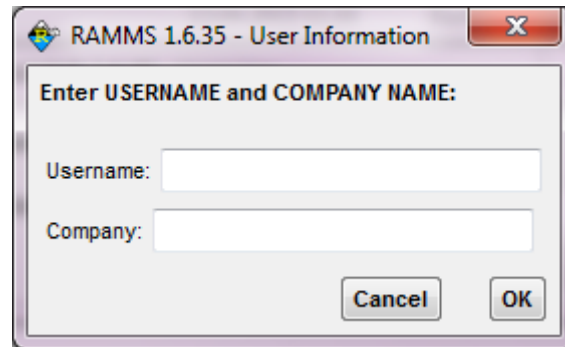 RAMMS 1.6.35 - User Information
Enter USERNAME and COMPANY NAME:
Username:
Company:
Cancel OK